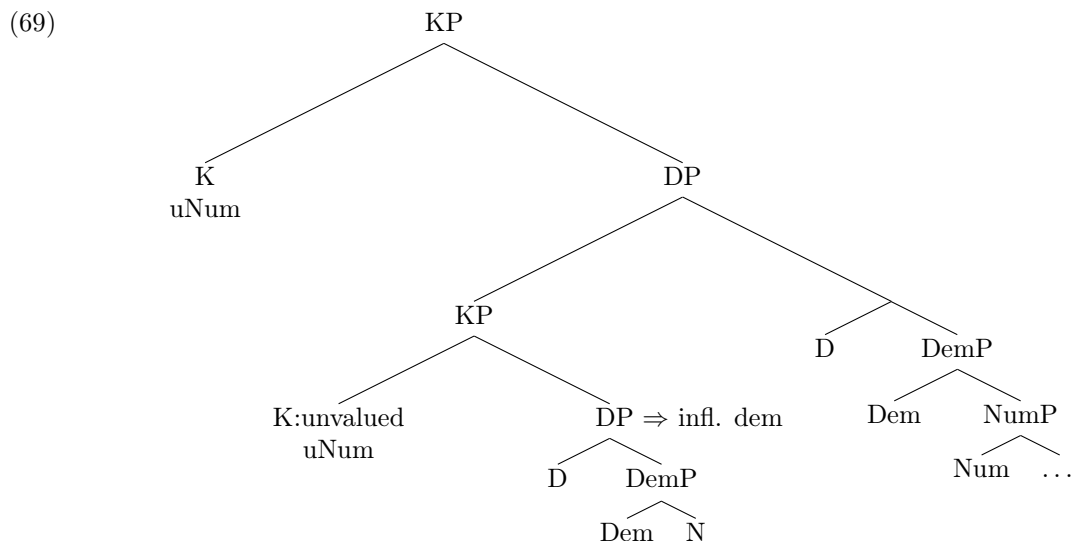 (69) KP
K DP
uNum
KP
D DemP
K:unvalued DP ⇒ infl. dem Dem NumP
uNum
D DemP Num ...
Dem N